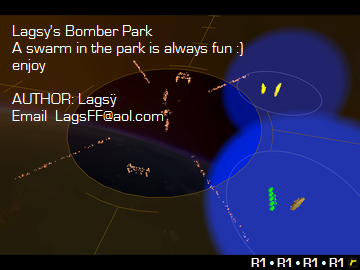 Lagsy's Bomber Park
A swarm in the park is always fun :)
enjoy
AUTHOR: Lagsÿ
Email LagsFF@aol.com
R1 • R1 • R1 • R1 r